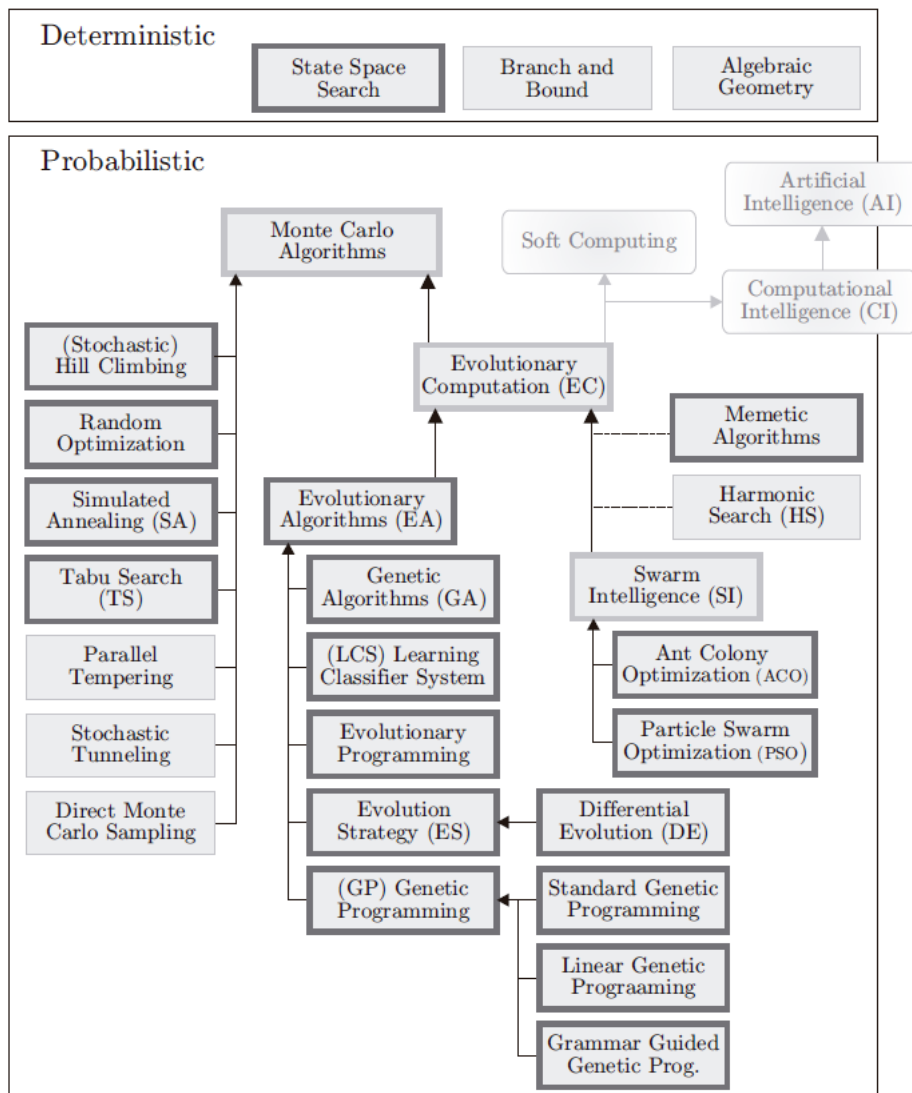 Deterministic
State Space
Search
Branch and
Bound
Algebraic
Geometry
Probabilistic
Artificial
Intelligence (AI)
Monte Carlo
Algorithms
Soft Computing
Computational
Intelligence (CI)
(Stochastic)
Hill Climbing
Evolutionary
Computation (EC)
Random
Optimization
Memetic
Algorithms
Simulated
Annealing (SA)
Evolutionary
Algorithms (EA)
Harmonic
Search (HS)
Tabu Search
(TS)
Genetic
Algorithms (GA)
Swarm
Intelligence (SI)
Parallel
Tempering
(LCS) Learning
Classifier System
Ant Colony
Optimization (ACO)
Stochastic
Tunneling
Evolutionary
Programming
Particle Swarm
Optimization (PSO)
Direct Monte
Carlo Sampling
Evolution
Strategy (ES)
Differential
Evolution (DE)
(GP) Genetic
Programming
Standard Genetic
Programming
Linear Genetic
Prograaming
Grammar Guided
Genetic Prog.